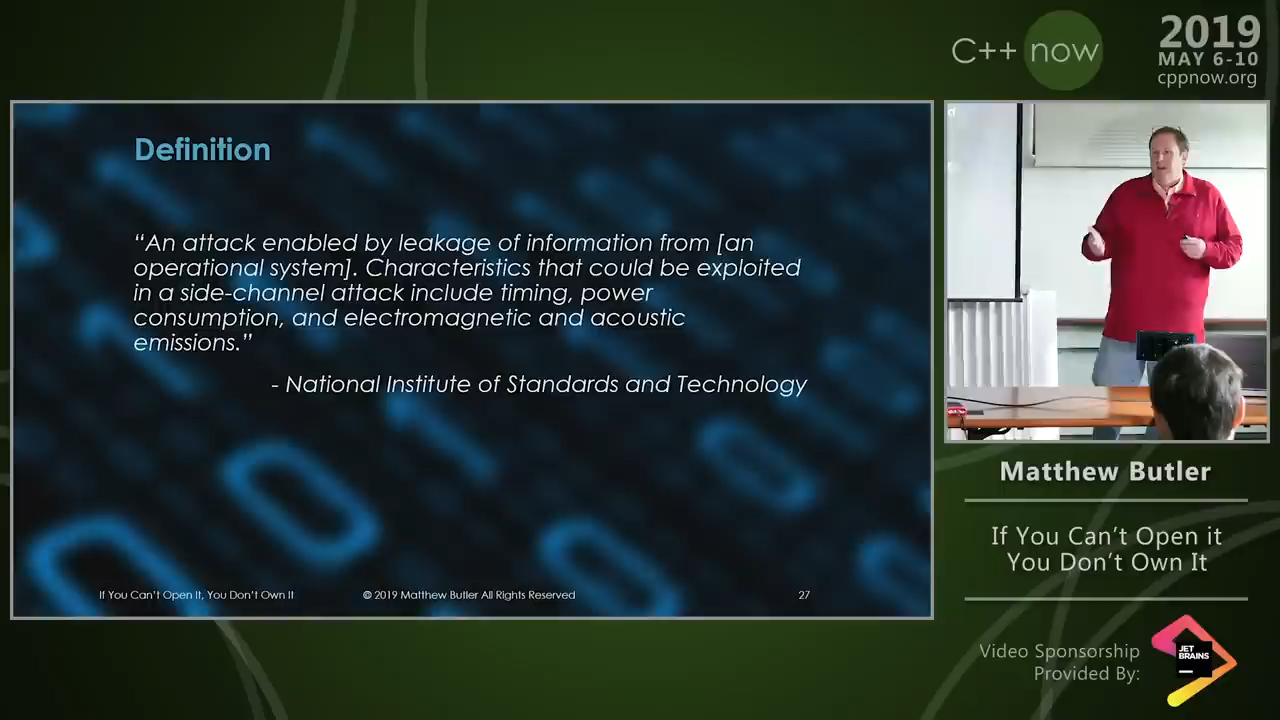 C++ now
2019
MAY 6-10
cppnow.org
Definition
“An attack enabled by leakage of information from [an
operational system]. Characteristics that could be exploited
in a side-channel attack include timing, power
consumption, and electromagnetic and acoustic
emissions.”
- National Institute of Standards and Technology
If You Can’t Open It, You Don’t Own It
© 2019 Matthew Butler All Rights Reserved
27
Matthew Butler
If You Can’t Open it
You Don’t Own It
Video Sponsorship
Provided By:
JET
BRAINS